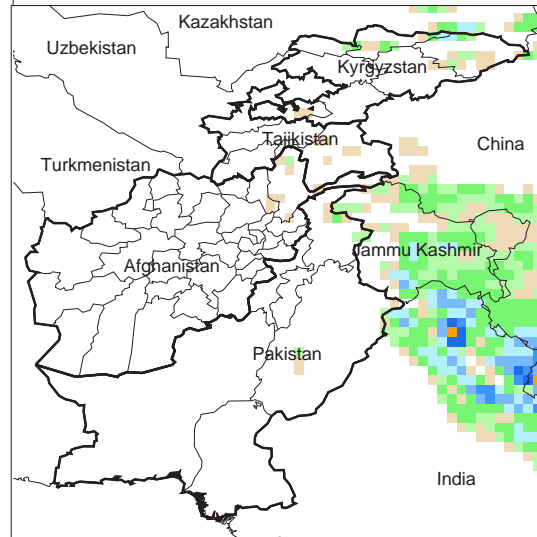 Kazakhstan
Uzbekistan
Kyrgyzstan
Tajikistan
China
Turkmenistan
Jammu Kashmir
Afghanistan
Pakistan
India